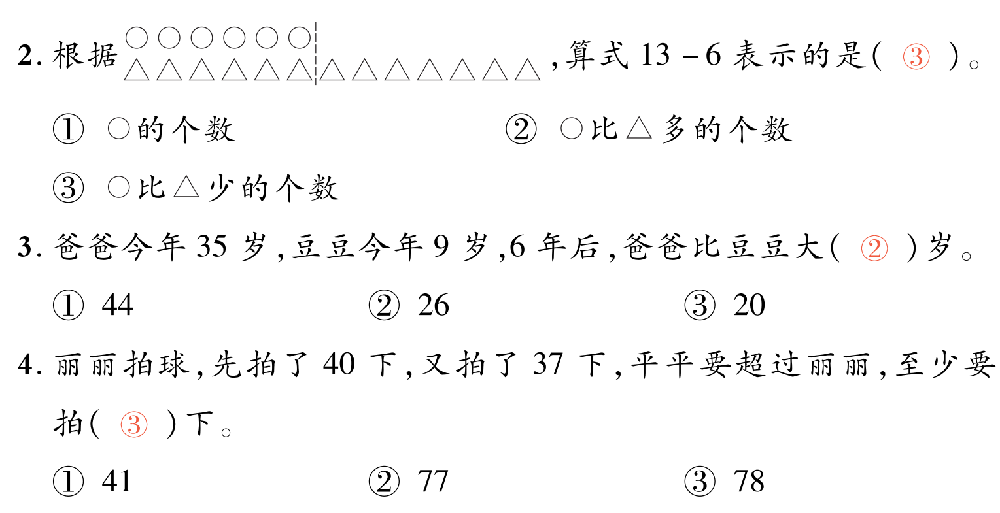 2. 根据○○○○○○
△△△△△△△△△△△△△,算式 13 – 6 表示的是( ③ )。
① ○的个数 ② ○比△多的个数
③ ○比△少的个数
3. 爸爸今年 35 岁,豆豆今年 9 岁,6 年后,爸爸比豆豆大( ② )岁。
① 44 ② 26 ③ 20
4. 丽丽拍球,先拍了 40 下,又拍了 37 下,平平要超过丽丽,至少要
拍( ③ )下。
① 41 ② 77 ③ 78